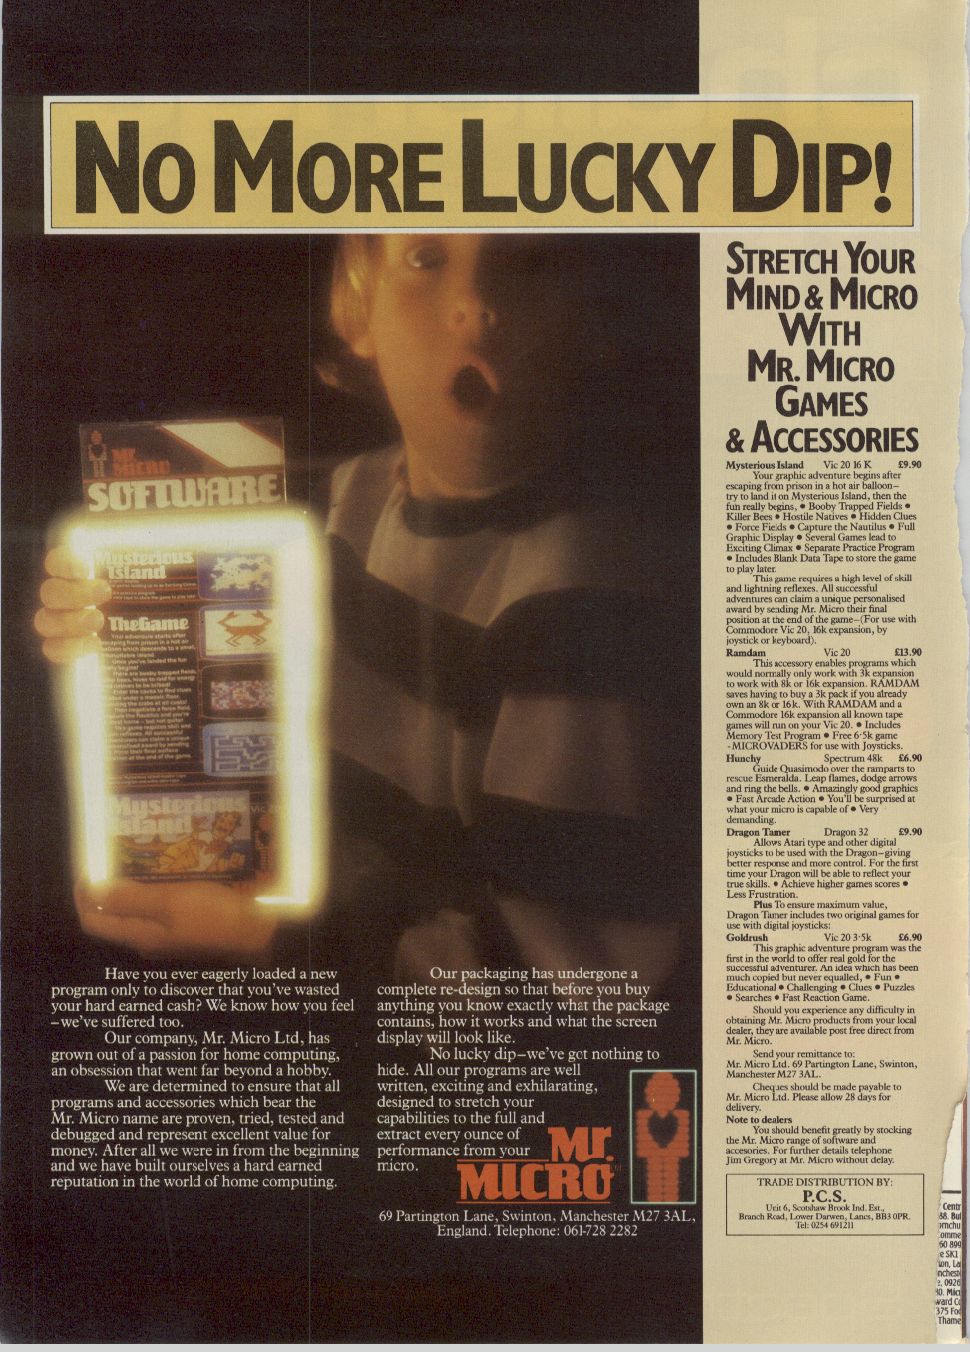 NO MORE LUCKY DIP!
STRETCH YOUR
MIND & MICRO
WITH
MR. MICRO
GAMES
& ACCESSORIES
Mysterious Island Vic 20 16 K £9.90
Your graphic adventure begins after
escaping from prison in a hot air balloon–
try to land it on Mysterious Island, then the
fun really begins, • Booby Trapped Fields •
Killer Bees • Hostile Natives • Hidden Clues
• Force Fields • Capture the Nautilus • Full
Graphic Display • Several Games lead to
Exciting Climax • Separate Practice Program
• Includes Blank Data Tape to store the game
to play later.
This game requires a high level of skill
and lightning reflexes. All successful
adventures can claim a unique personalised
award by sending Mr. Micro their final
position at the end of the game–(For use with
Commodore Vic 20, 16k expansion, by
joystick or keyboard).
Ramdam Vic 20 £13.90
This accessory enables programs which
would normally only work with 3k expansion
to work with 8k or 16k expansion. RAMDAM
saves having to buy a 3k pack if you already
own an 8k or 16k. With RAMDAM and a
Commodore 16k expansion all known tape
games will run on your Vic 20. • Includes
Memory Test Program • Free 6·5k game
-MICROVADERS for use with Joysticks.
Hunchy Spectrum 48k £6.90
Guide Quasimodo over the ramparts to
rescue Esmeralda. Leap flames, dodge arrows
and ring the bells. • Amazingly good graphics
• Fast Arcade Action • You'll be surprised at
what your micro is capable of • Very
demanding.
Dragon Tamer Dragon 32 £9.90
Allows Atari type and other digital
joysticks to be used with the Dragon–giving
better response and more control. For the first
time your Dragon will be able to reflect your
true skills. • Achieve higher games scores •
Less Frustration.
Plus To ensure maximum value,
Dragon Tamer includes two original games for
use with digital joysticks:
Goldrush Vic 20 3·5k £6.90
This graphic adventure program was the
first in the world to offer real gold for the
successful adventurer. An idea which has been
much copied but never equalled, • Fun •
Educational • Challenging • Clues • Puzzles
• Searches • Fast Reaction Game.
Should you experience any difficulty in
obtaining Mr. Micro products from your local
dealer, they are available post free direct from
Mr. Micro.
Send your remittance to:
Mr. Micro Ltd. 69 Partington Lane, Swinton,
Manchester M27 3AL.
Cheques should be made payable to
Mr. Micro Ltd. Please allow 28 days for
delivery.
Note to dealers
You should benefit greatly by stocking
the Mr. Micro range of software and
accesories. For further details telephone
Jim Gregory at Mr. Micro without delay.
TRADE DISTRIBUTION BY:
P.C.S.
Unit 6, Scotshaw Brook Ind. Est.,
Branch Road, Lower Darwen, Lancs, BB3 0PR.
Tel: 0254 691211
Mr.
MICRO
SOFTWARE
Mysterious
Island
The Game
Your adventure starts after
Mysterious
Island
Have you ever eagerly loaded a new
program only to discover that you've wasted
your hard earned cash? We know how you feel
–we've suffered too.
Our company, Mr. Micro Ltd, has
grown out of a passion for home computing,
an obsession that went far beyond a hobby.
We are determined to ensure that all
programs and accessories which bear the
Mr. Micro name are proven, tried, tested and
debugged and represent excellent value for
money. After all we were in from the beginning
and we have built ourselves a hard earned
reputation in the world of home computing.
Our packaging has undergone a
complete re-design so that before you buy
anything you know exactly what the package
contains, how it works and what the screen
display will look like.
No lucky dip–we've got nothing to
hide. All our programs are well
written, exciting and exhilarating,
designed to stretch your
capabilities to the full and
extract every ounce of
performance from your
micro.
Mr.
MICRO
69 Partington Lane, Swinton, Manchester M27 3AL,
England. Telephone: 061-728 2282